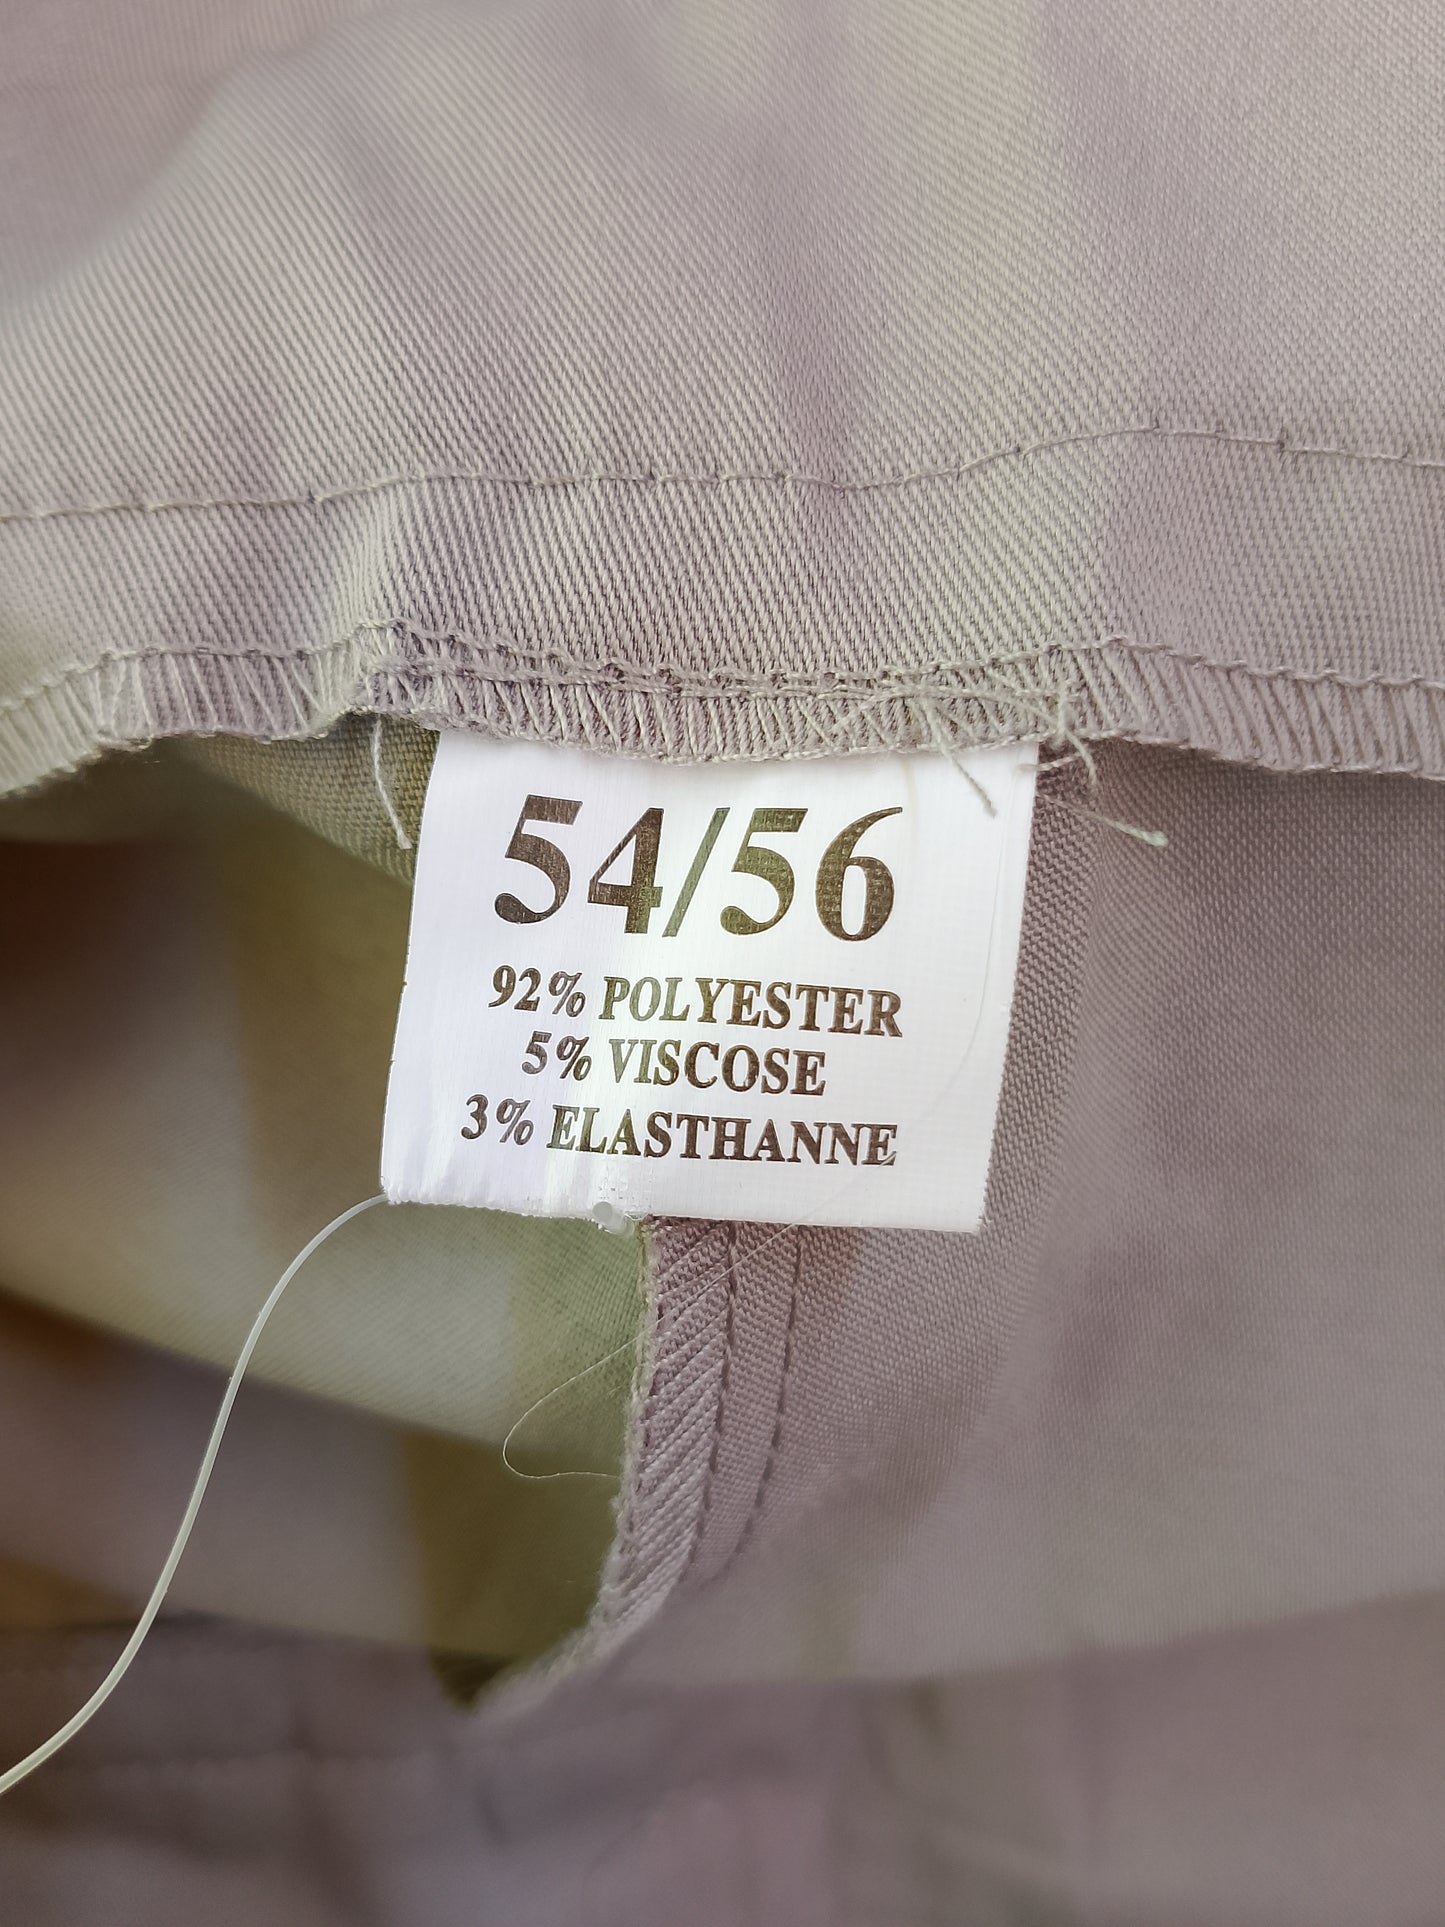 54/56
92% POLYESTER
5% VISCOSE
3% ELASTHANNE